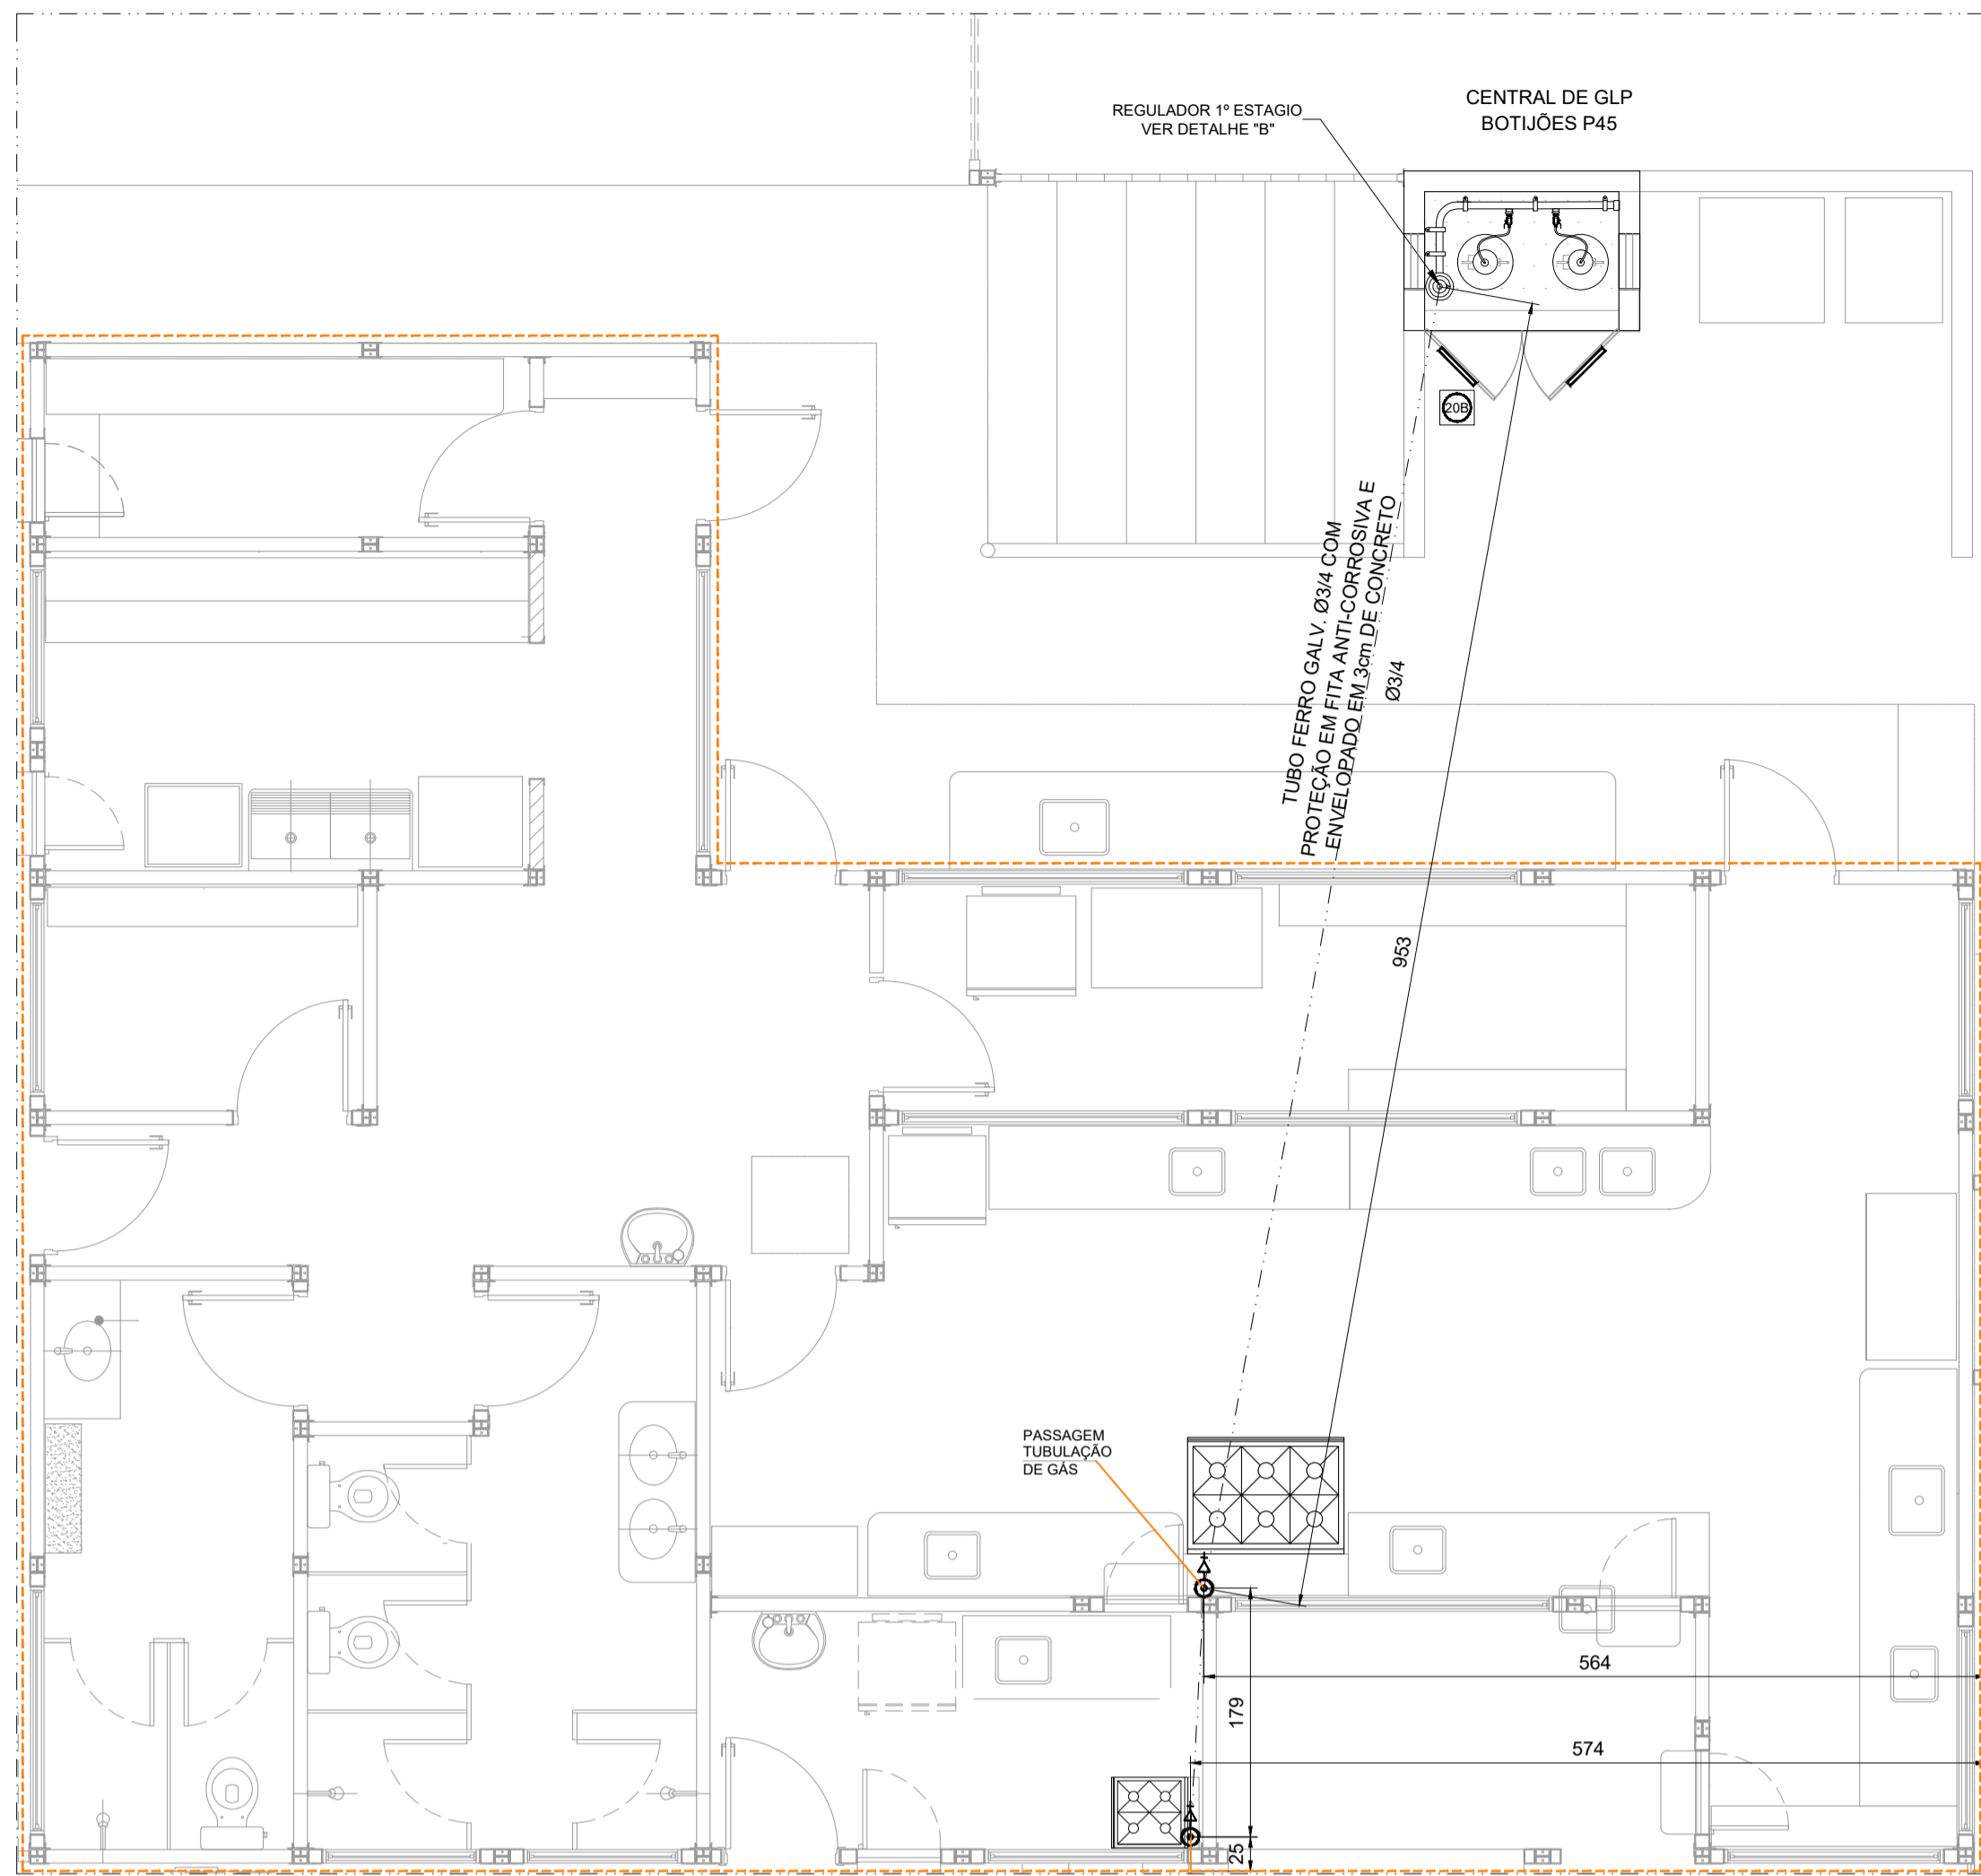 CENTRAL DE GLP
BOTIJÕES P45
REGULADOR 1º ESTAGIO
VER DETALHE "B"
20B
TUBO FERRO GALV. Ø3/4 COM
PROTEÇÃO EM FITA ANTI-CORROSIVA E
ENVELOPADO EM 3cm DE CONCRETO
Ø3/4
953
PASSAGEM
TUBULAÇÃO
DE GÁS
564
179
574
25